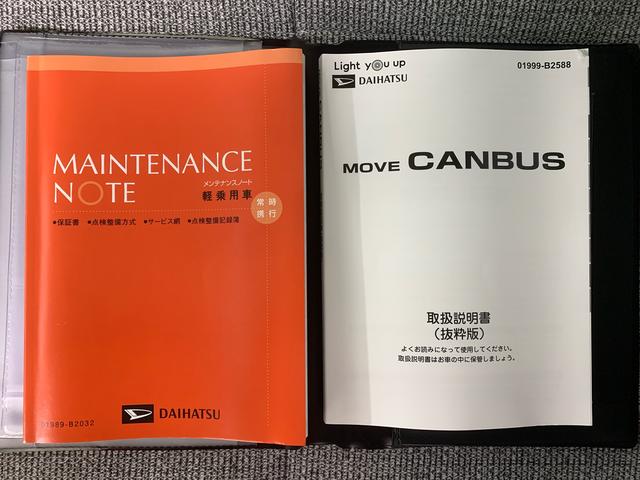 MAINTENANCE
NOTE
メンテナンスノート
軽乗用車
常時
携行
●保証書 ●点検整備方式 ●サービス網 ●点検整備記録簿
DAIHATSU
01989-B2032
Light you up
DAIHATSU
01999-B2588
MOVE CANBUS
取扱説明書
（抜粋版）
よくお読みになって使用してください。
取扱説明書はお車の中に保管しましょう。